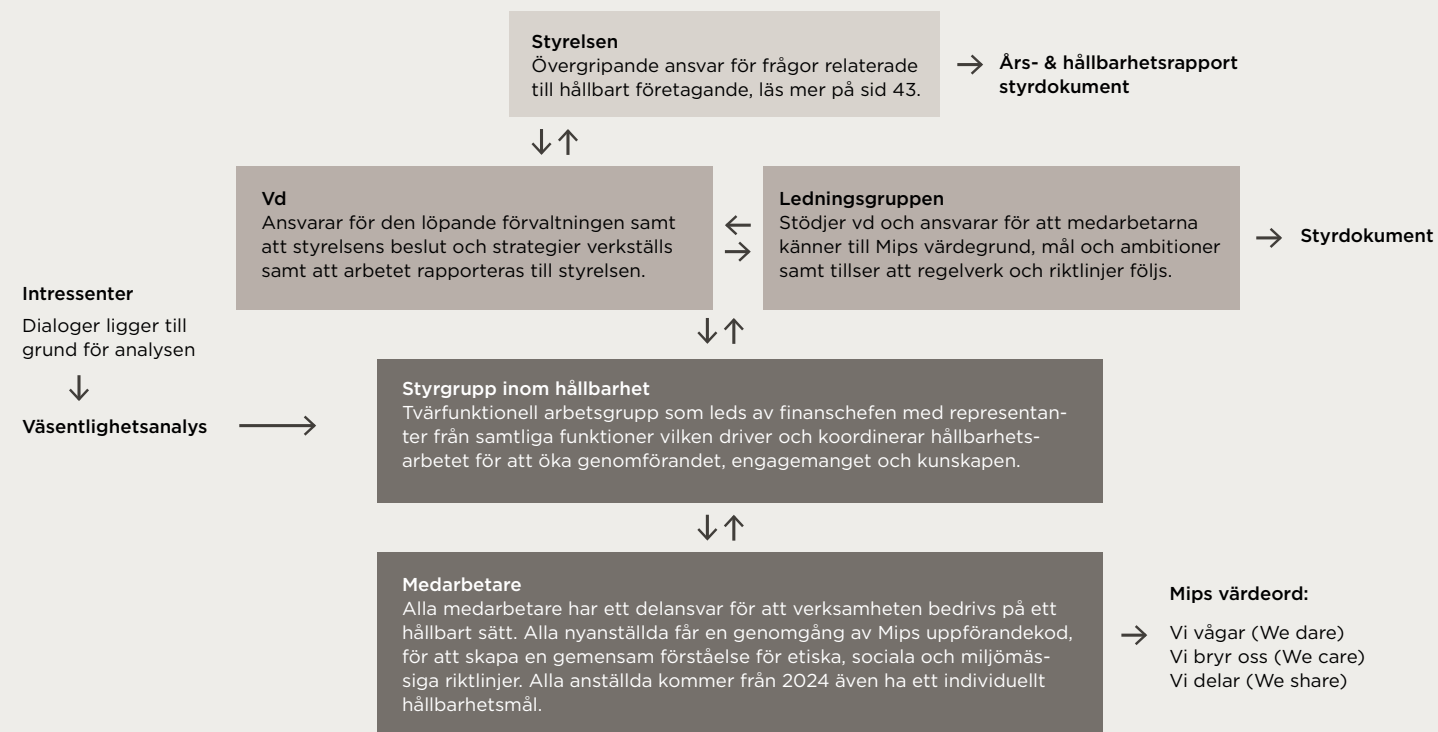 Styrelsen
Övergripande ansvar för frågor relaterade
till hållbart företagande, läs mer på sid 43.
Års- & hållbarhetsrapport
styrdokument
Vd
Ansvarar för den löpande förvaltningen samt
att styrelsens beslut och strategier verkställs
samt att arbetet rapporteras till styrelsen.
Ledningsgruppen
Stödjer vd och ansvarar för att medarbetarna
känner till Mips värdegrund, mål och ambitioner
samt tillser att regelverk och riktlinjer följs.
Styrdokument
Intressenter
Dialoger ligger till
grund för analysen
Väsentlighetsanalys
Styrgrupp inom hållbarhet
Tvärfunktionell arbetsgrupp som leds av finanschefen med representan-
ter från samtliga funktioner vilken driver och koordinerar hållbarhets-
arbetet för att öka genomförandet, engagemanget och kunskapen.
Medarbetare
Alla medarbetare har ett delansvar för att verksamheten bedrivs på ett
hållbart sätt. Alla nyanställda får en genomgång av Mips uppförandekod,
för att skapa en gemensam förståelse för etiska, sociala och miljömäs-
siga riktlinjer. Alla anställda kommer från 2024 även ha ett individuellt
hållbarhetsmål.
Mips värdeord:
Vi vågar (We dare)
Vi bryr oss (We care)
Vi delar (We share)